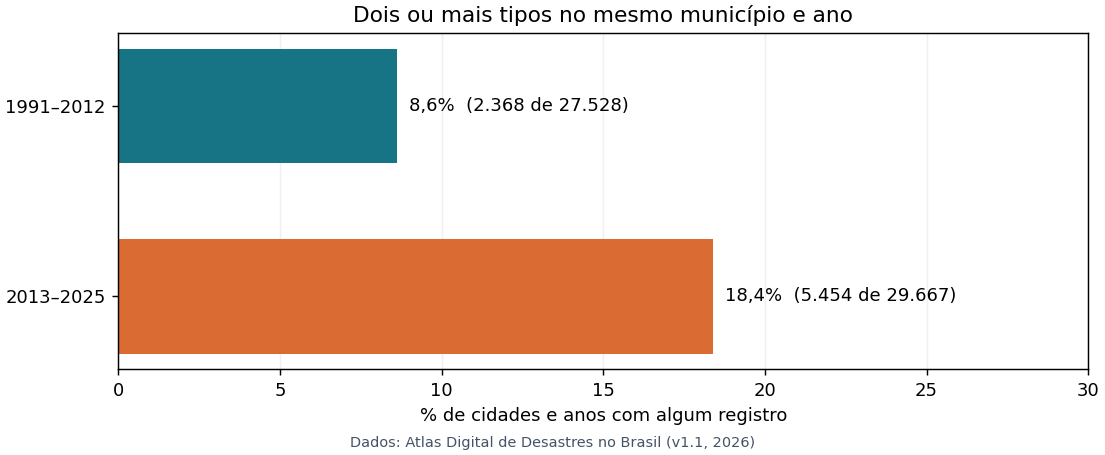 Dois ou mais tipos no mesmo município e ano
1991–2012
8,6%  (2.368 de 27.528)
2013–2025
18,4%  (5.454 de 29.667)
0 5 10 15 20 25 30
% de cidades e anos com algum registro
Dados: Atlas Digital de Desastres no Brasil (v1.1, 2026)